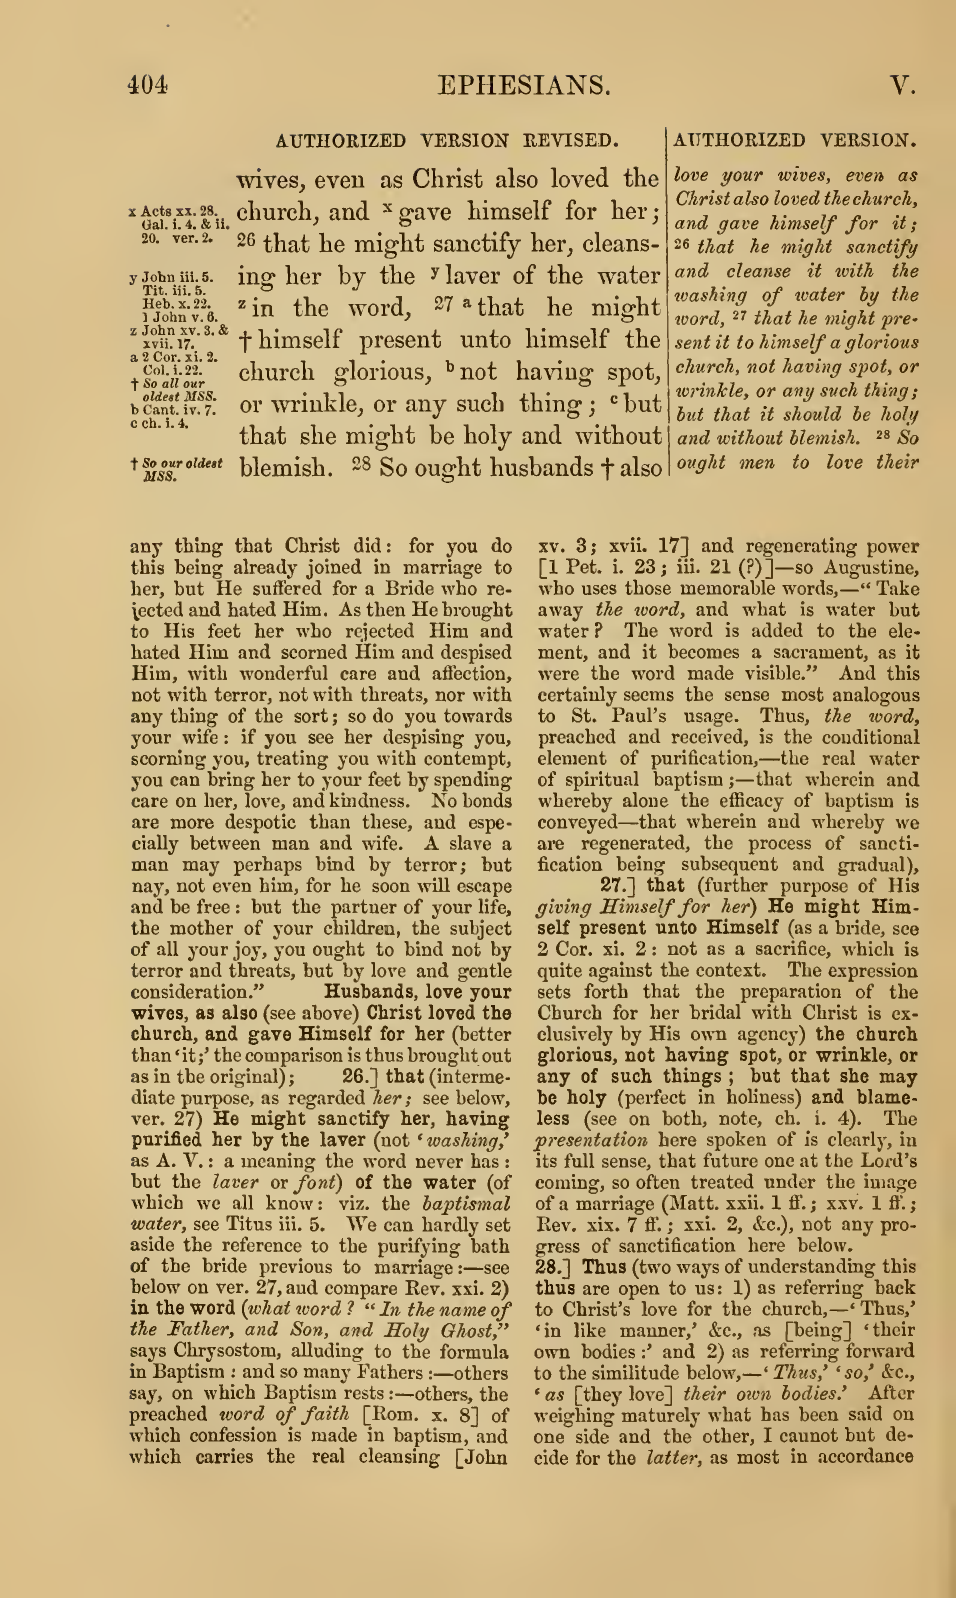 404
EPHESIANS.
V.
AUTHORIZED VERSION REVISED.
wives, even as Christ also loved the
church, and x gave himself for her;
26 that he might sanctify her, cleans-
ing her by the y laver of the water
z in the word, 27 a that he might
† himself present unto himself the
church glorious, b not having spot,
or wrinkle, or any such thing; c but
that she might be holy and without
blemish. 28 So ought husbands † also
x Acts xx. 28.
Gal. i. 4. & ii.
20. ver. 2.
y John iii. 5.
Tit. iii. 5.
Heb. x. 22.
1 John v. 6.
z John xv. 3. &
xvii. 17.
a 2 Cor. xi. 2.
Col. i. 22.
† So all our
oldest MSS.
b Cant. iv. 7.
c ch. i. 4.
† So our oldest
MSS.
AUTHORIZED VERSION.
love your wives, even as
Christ also loved the church,
and gave himself for it;
26 that he might sanctify
and cleanse it with the
washing of water by the
word, 27 that he might pre-
sent it to himself a glorious
church, not having spot, or
wrinkle, or any such thing;
but that it should be holy
and without blemish. 28 So
ought men to love their
any thing that Christ did: for you do
this being already joined in marriage to
her, but He suffered for a Bride who re-
jected and hated Him. As then He brought
to His feet her who rejected Him and
hated Him and scorned Him and despised
Him, with wonderful care and affection,
not with terror, not with threats, nor with
any thing of the sort; so do you towards
your wife: if you see her despising you,
scorning you, treating you with contempt,
you can bring her to your feet by spending
care on her, love, and kindness. No bonds
are more despotic than these, and espe-
cially between man and wife. A slave a
man may perhaps bind by terror; but
nay, not even him, for he soon will escape
and be free: but the partner of your life,
the mother of your children, the subject
of all your joy, you ought to bind not by
terror and threats, but by love and gentle
consideration." Husbands, love your
wives, as also (see above) Christ loved the
church, and gave Himself for her (better
than 'it;' the comparison is thus brought out
as in the original); 26.] that (interme-
diate purpose, as regarded her; see below,
ver. 27) He might sanctify her, having
purified her by the laver (not 'washing,'
as A. V.: a meaning the word never has:
but the laver or font) of the water (of
which we all know: viz. the baptismal
water, see Titus iii. 5. We can hardly set
aside the reference to the purifying bath
of the bride previous to marriage:—see
below on ver. 27, and compare Rev. xxi. 2)
in the word (what word? "In the name of
the Father, and Son, and Holy Ghost,"
says Chrysostom, alluding to the formula
in Baptism: and so many Fathers:—others
say, on which Baptism rests:—others, the
preached word of faith [Rom. x. 8] of
which confession is made in baptism, and
which carries the real cleansing [John
xv. 3; xvii. 17] and regenerating power
[1 Pet. i. 23; iii. 21 (?)]—so Augustine,
who uses those memorable words,—"Take
away the word, and what is water but
water? The word is added to the ele-
ment, and it becomes a sacrament, as it
were the word made visible." And this
certainly seems the sense most analogous
to St. Paul's usage. Thus, the word,
preached and received, is the conditional
element of purification,—the real water
of spiritual baptism;—that wherein and
whereby alone the efficacy of baptism is
conveyed—that wherein and whereby we
are regenerated, the process of sancti-
fication being subsequent and gradual),
27.] that (further purpose of His
giving Himself for her) He might Him-
self present unto Himself (as a bride, see
2 Cor. xi. 2: not as a sacrifice, which is
quite against the context. The expression
sets forth that the preparation of the
Church for her bridal with Christ is ex-
clusively by His own agency) the church
glorious, not having spot, or wrinkle, or
any of such things; but that she may
be holy (perfect in holiness) and blame-
less (see on both, note, ch. i. 4). The
presentation here spoken of is clearly, in
its full sense, that future one at the Lord's
coming, so often treated under the image
of a marriage (Matt. xxii. 1 ff.; xxv. 1 ff.;
Rev. xix. 7 ff.; xxi. 2, &c.), not any pro-
gress of sanctification here below.
28.] Thus (two ways of understanding this
thus are open to us: 1) as referring back
to Christ's love for the church,—'Thus,'
'in like manner,' &c., as [being] 'their
own bodies:' and 2) as referring forward
to the similitude below,—'Thus,' 'so,' &c.,
'as [they love] their own bodies.' After
weighing maturely what has been said on
one side and the other, I cannot but de-
cide for the latter, as most in accordance